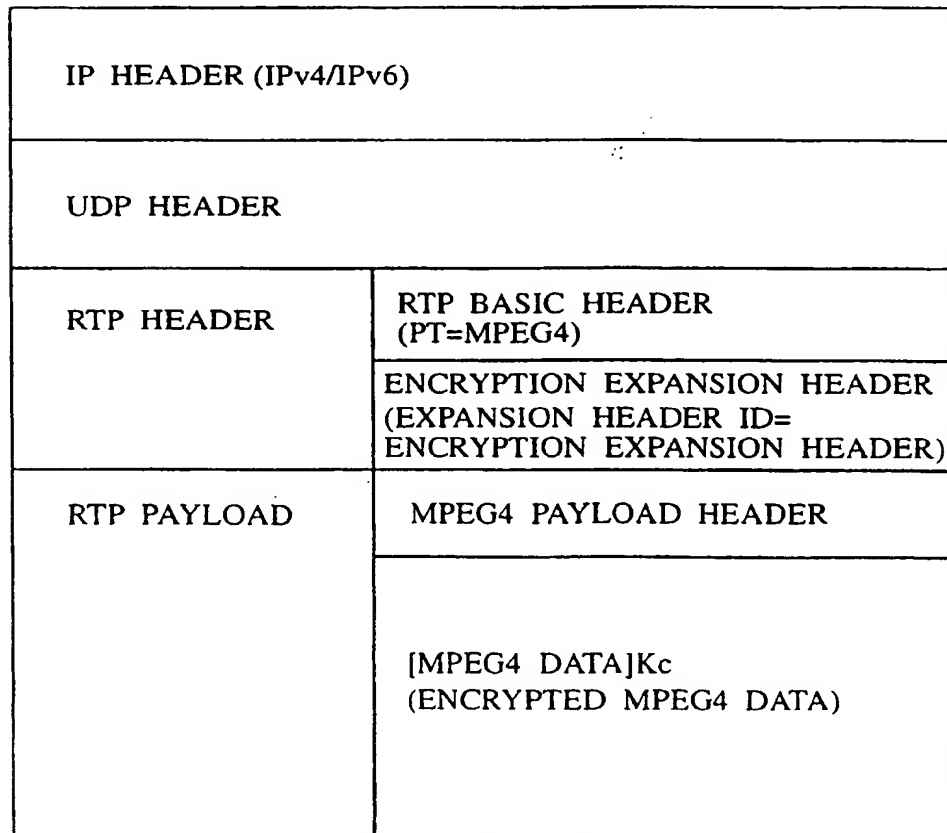 IP HEADER (IPv4/IPv6)
UDP HEADER
RTP HEADER
RTP BASIC HEADER
(PT=MPEG4)
ENCRYPTION EXPANSION HEADER
(EXPANSION HEADER ID=
ENCRYPTION EXPANSION HEADER)
RTP PAYLOAD
MPEG4 PAYLOAD HEADER
[MPEG4 DATA]Kc
(ENCRYPTED MPEG4 DATA)